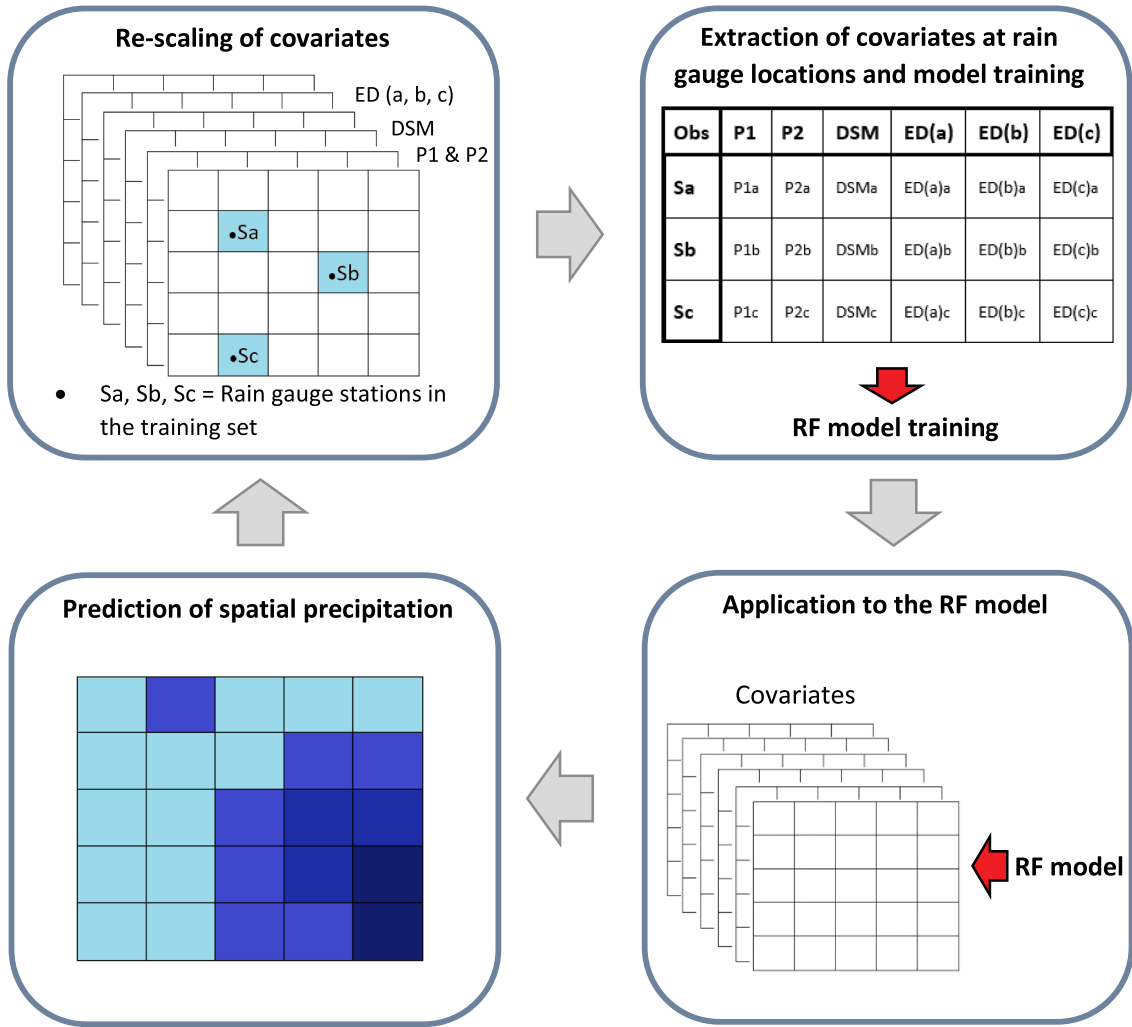 Re-scaling of covariates
ED (a, b, c)
DSM
P1 & P2
Sa
Sb
Sc
• Sa, Sb, Sc = Rain gauge stations in
the training set
Extraction of covariates at rain
gauge locations and model training
Obs P1 P2 DSM ED(a) ED(b) ED(c)
Sa P1a P2a DSMa ED(a)a ED(b)a ED(c)a
Sb P1b P2b DSMb ED(a)b ED(b)b ED(c)b
Sc P1c P2c DSMc ED(a)c ED(b)c ED(c)c
RF model training
Application to the RF model
Covariates
RF model
Prediction of spatial precipitation